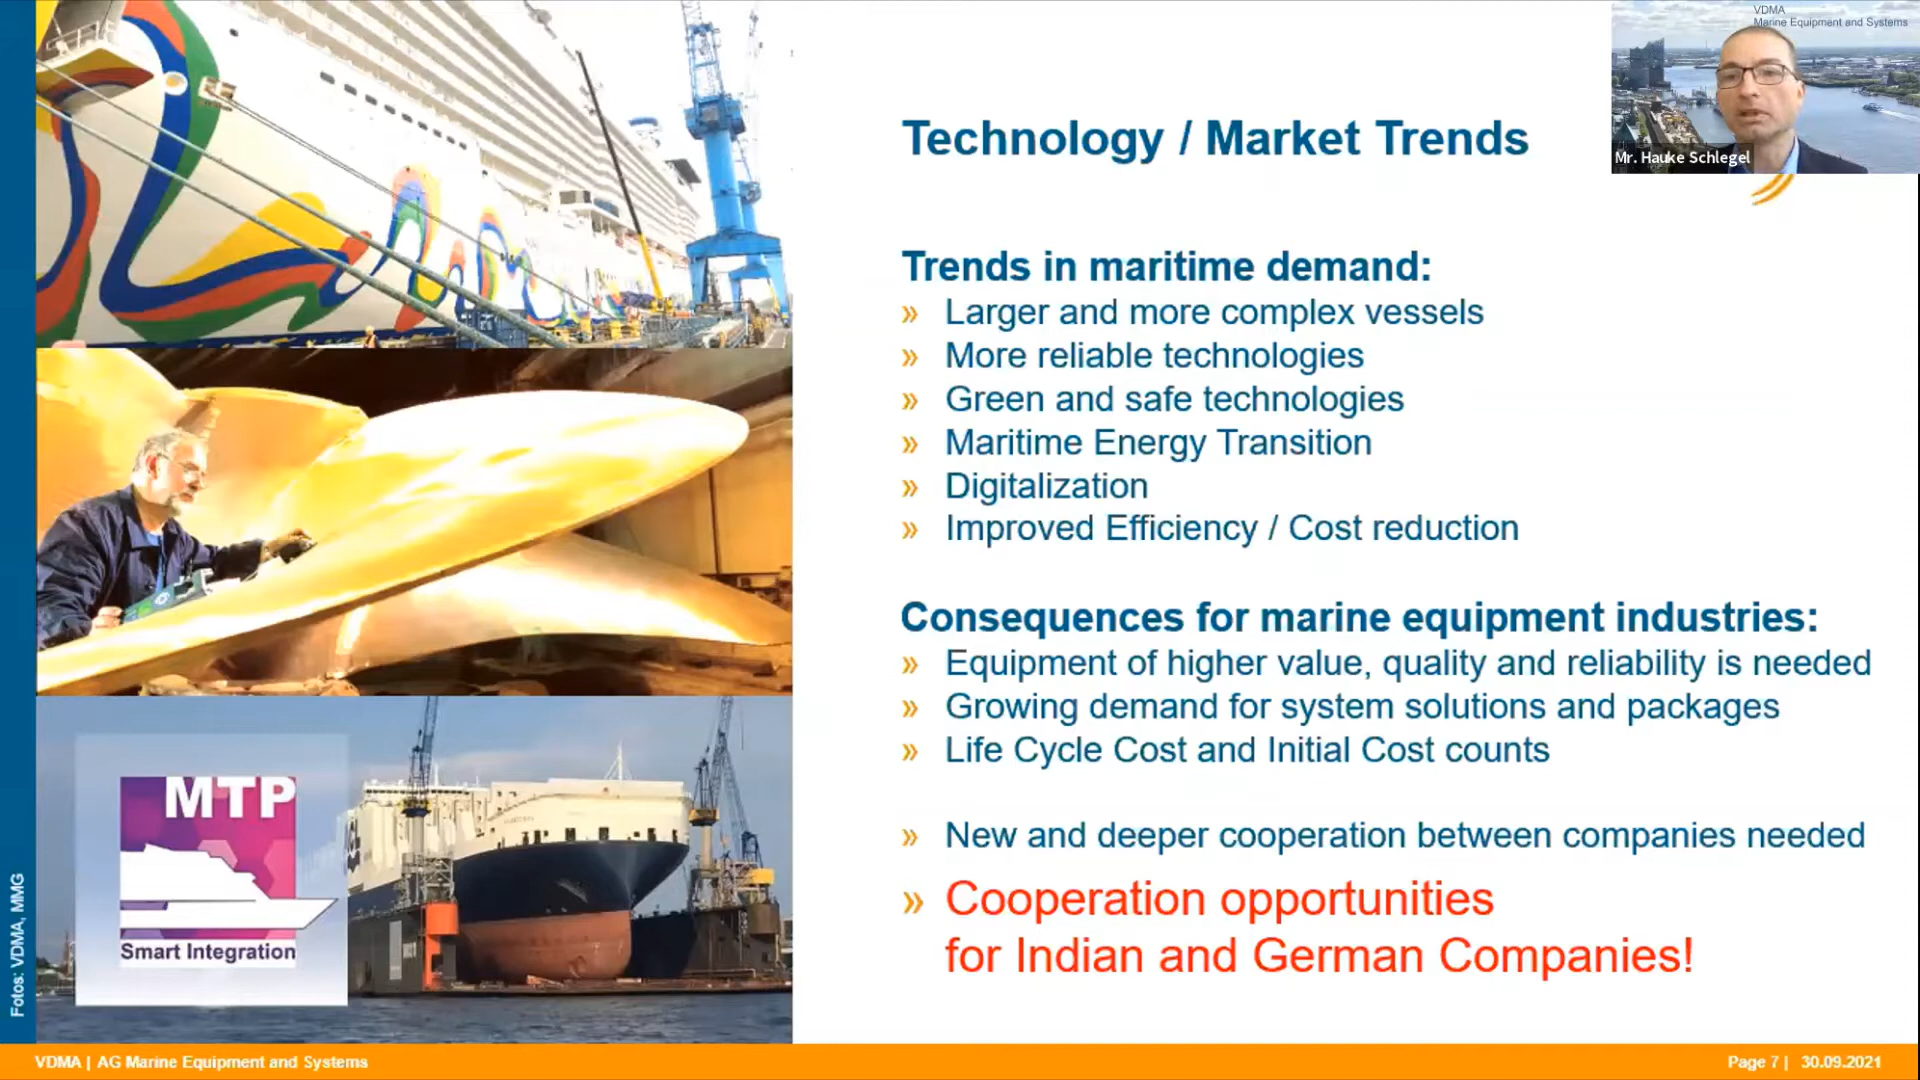 VDMA
Marine Equipment and Systems
Mr. Hauke Schlegel
Technology / Market Trends
Trends in maritime demand:
» Larger and more complex vessels
» More reliable technologies
» Green and safe technologies
» Maritime Energy Transition
» Digitalization
» Improved Efficiency / Cost reduction
Consequences for marine equipment industries:
» Equipment of higher value, quality and reliability is needed
» Growing demand for system solutions and packages
» Life Cycle Cost and Initial Cost counts
» New and deeper cooperation between companies needed
» Cooperation opportunities
for Indian and German Companies!
MTP
Smart Integration
Fotos: VDMA, MMG
VDMA | AG Marine Equipment and Systems
Page 7 | 30.09.2021